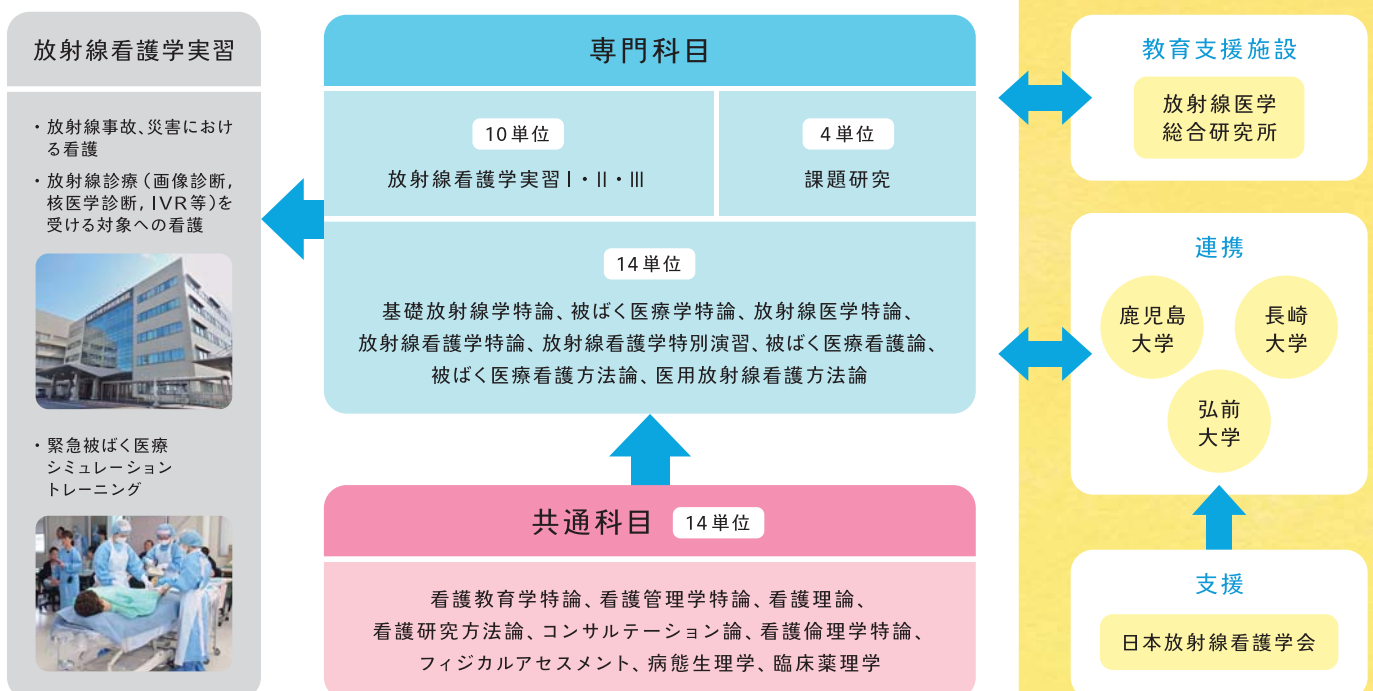 放射線看護学実習
・放射線事故、災害におけ
る看護
・放射線診療(画像診断,
核医学診断, IVR等)を
受ける対象への看護
・緊急被ばく医療
シミュレーション
トレーニング
専門科目
10単位
放射線看護学実習Ⅰ・Ⅱ・Ⅲ
4単位
課題研究
14単位
基礎放射線学特論、被ばく医療学特論、放射線医学特論、
放射線看護学特論、放射線看護学特別演習、被ばく医療看護論、
被ばく医療看護方法論、医用放射線看護方法論
共通科目 14単位
看護教育学特論、看護管理学特論、看護理論、
看護研究方法論、コンサルテーション論、看護倫理学特論、
フィジカルアセスメント、病態生理学、臨床薬理学
教育支援施設
放射線医学
総合研究所
連携
鹿児島
大学
長崎
大学
弘前
大学
支援
日本放射線看護学会